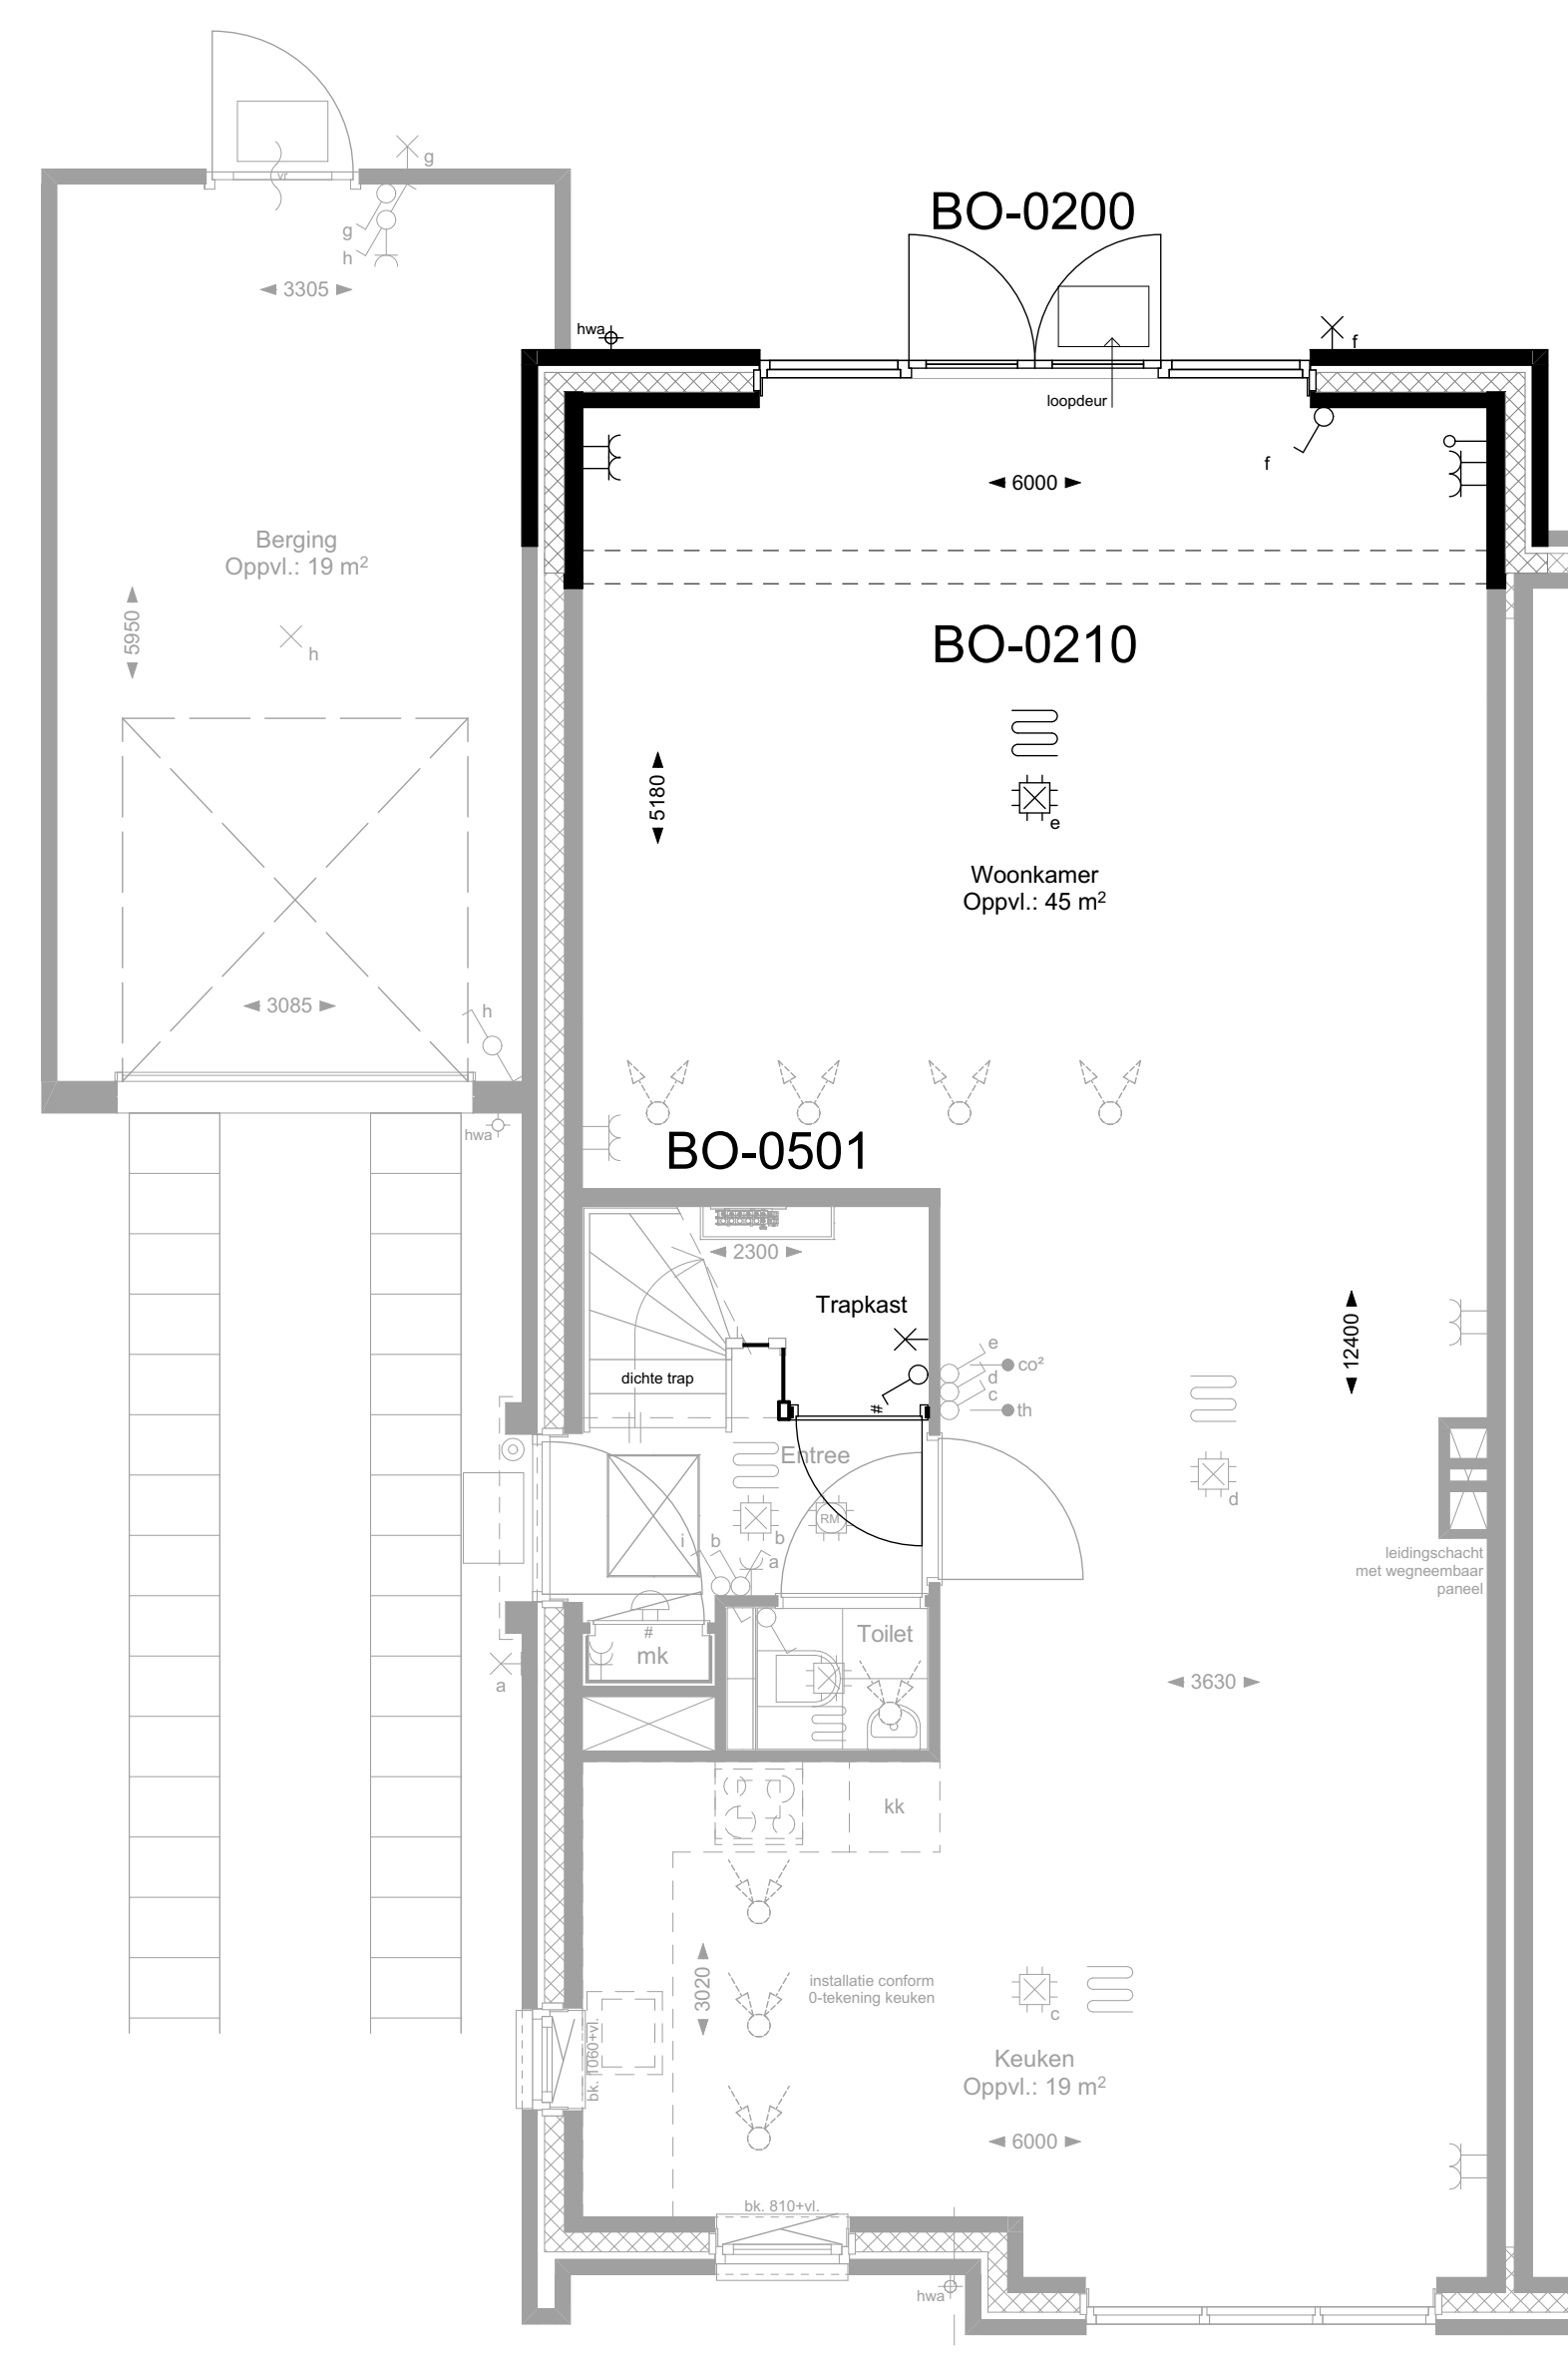 BO-0200
g
vr
g
h
3305
hwa
f
loopdeur
f
6000
Berging
Oppvl.: 19 m²
5950
h
BO-0210
5180
e
Woonkamer
Oppvl.: 45 m²
3085
h
hwa
BO-0501
2300
Trapkast
12400
e
co²
d
c
th
dichte trap
#
Entree
d
RM
i
b
b
a
leidingschacht
met wegneembaar
paneel
#
mk
Toilet
a
3630
kk
3020
installatie conform
0-tekening keuken
c
bk. 1060+vl.
Keuken
Oppvl.: 19 m²
6000
bk. 810+vl.
hwa